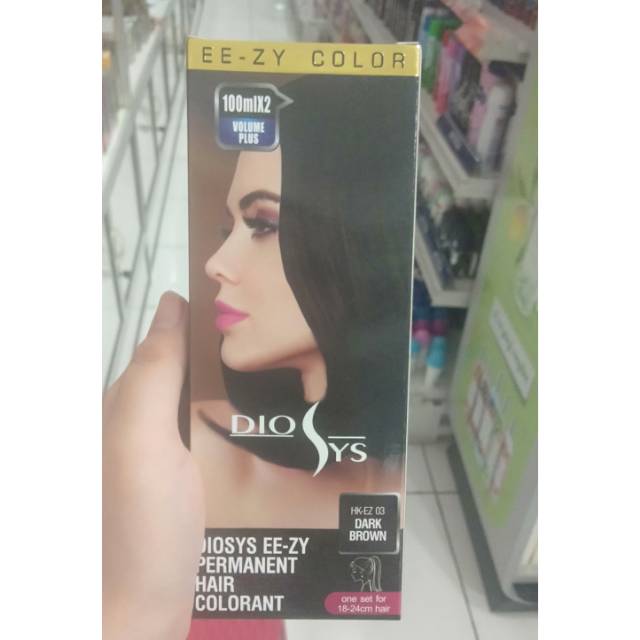 EE-ZY COLOR
100mlX2
VOLUME
PLUS
DIOSYS
HK-EZ 03
DARK
BROWN
DIOSYS EE-ZY
PERMANENT
HAIR
COLORANT
one set for
18-24cm hair